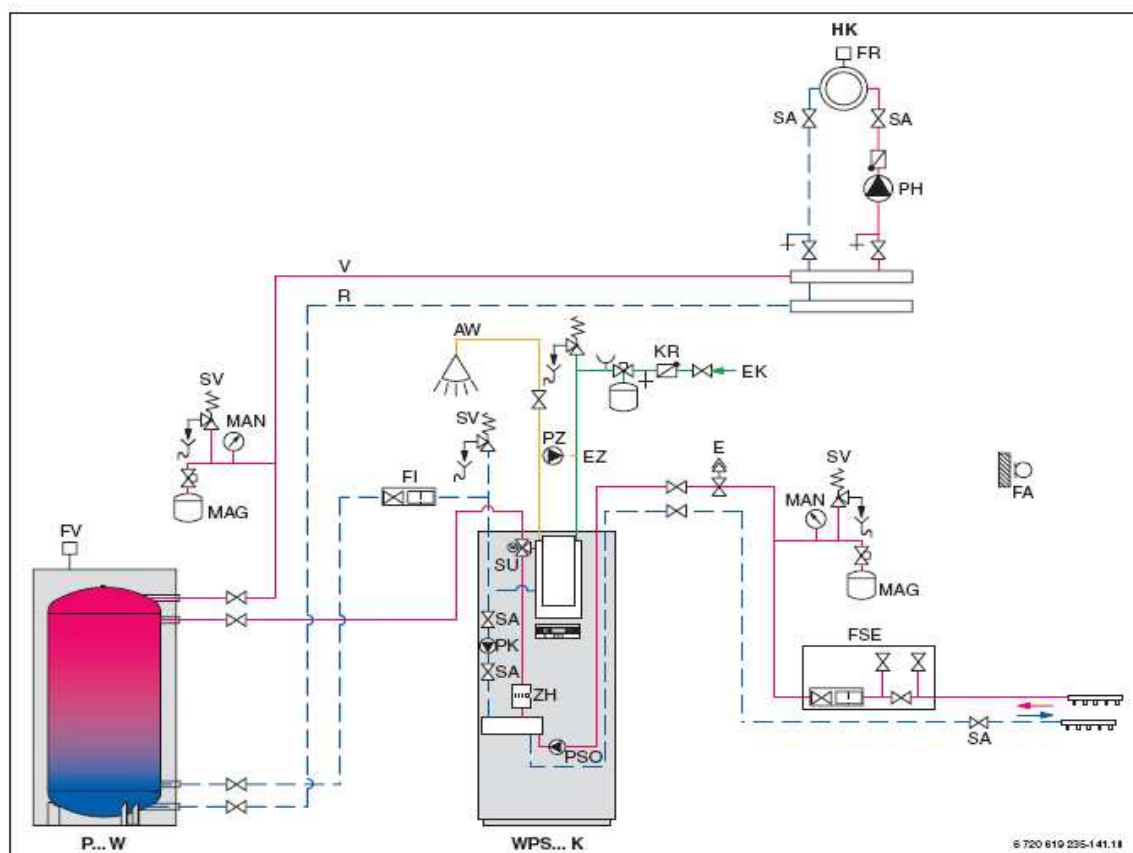 HK
FR
SA
SA
PH
V
R
AW
KR
EK
SV
MAN
SV
PZ
EZ
E
SV
FI
MAN
FA
MAG
FV
SU
MAG
SA
FSE
PK
SA
ZH
PSO
SA
P... W
WPS... K
6 720 619 235-141.1I